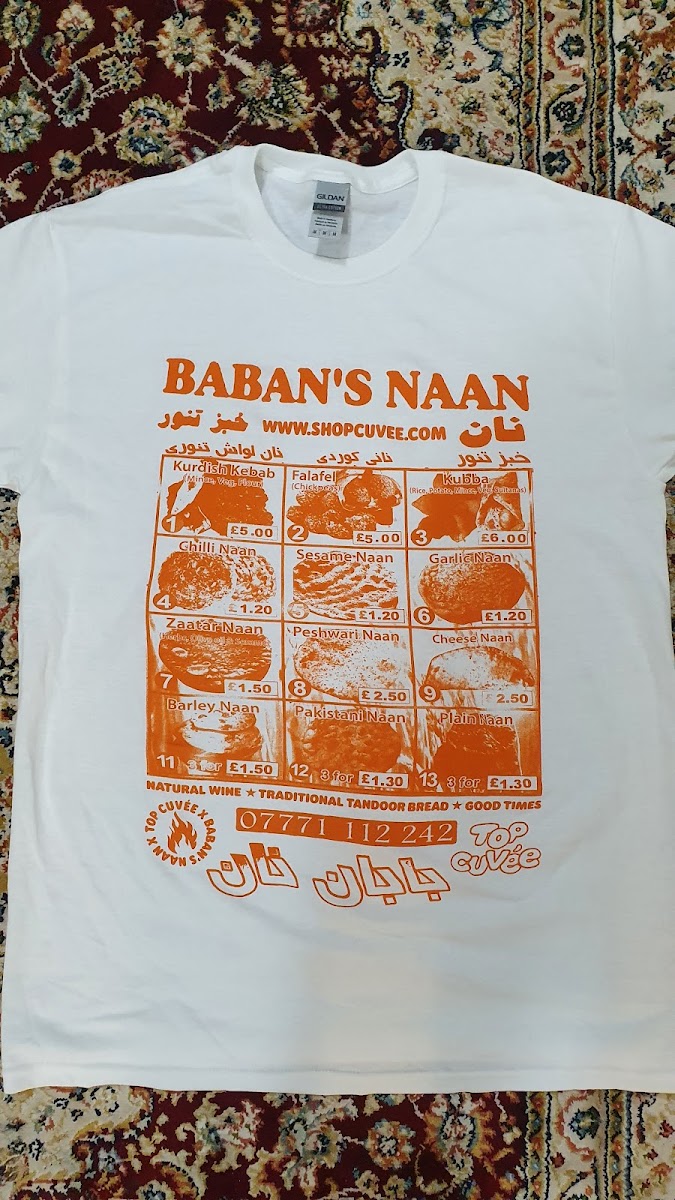 GILDAN
BABAN'S NAAN
خبز تنور WWW.SHOPCUVEE.COM نان
نان لواش تنوری نانی کوردی خبز تنور
Kurdish Kebab
(Mince, Veg, Flour)
1 £5.00
Falafel
(Chickpeas)
2 £5.00
Kubba
(Rice, Potato, Mince, Veg, Sultanas)
3 £6.00
Chilli Naan
4 £1.20
Sesame Naan
5 £1.20
Garlic Naan
6 £1.20
Zaatar Naan
7 £1.50
Peshwari Naan
8 £2.50
Cheese Naan
9 2.50
Barley Naan
11 3 for £1.50
Pakistani Naan
12 3 for £1.30
Plain Naan
13 3 for £1.30
NATURAL WINE ★ TRADITIONAL TANDOOR BREAD ★ GOOD TIMES
TOP CUVÉE X BABAN'S NAAN X
07771 112 242
TOP
CUVÉE
نان